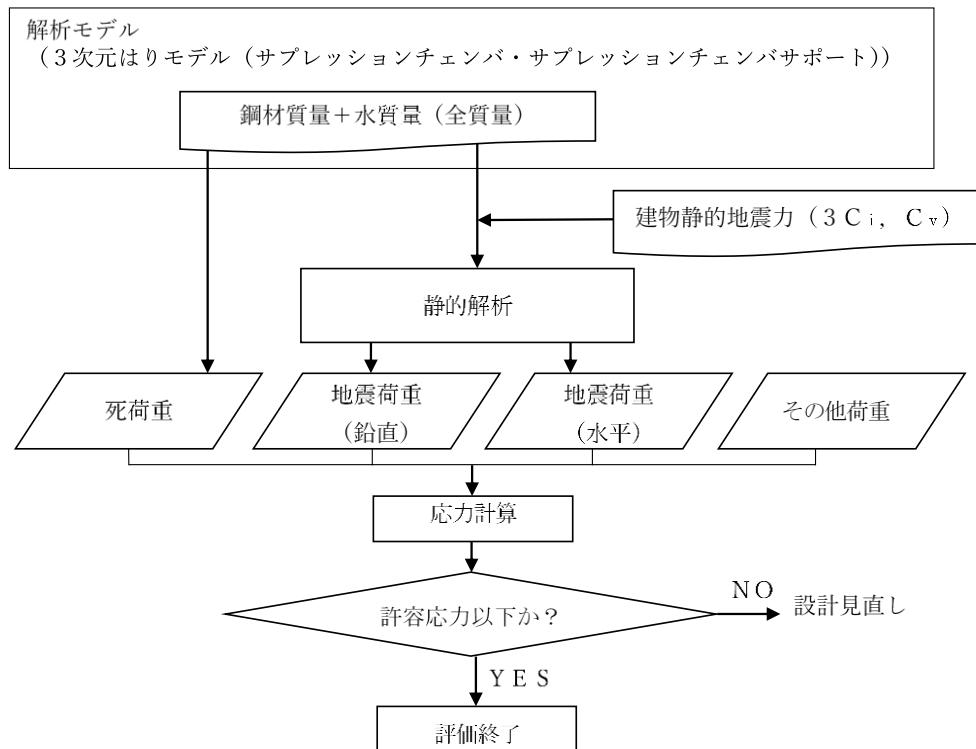 解析モデル
（３次元はりモデル（サプレッションチェンバ・サプレッションチェンバサポート））
鋼材質量＋水質量（全質量）
建物静的地震力（３Ｃｉ，Ｃｖ）
静的解析
死荷重
地震荷重
（鉛直）
地震荷重
（水平）
その他荷重
応力計算
許容応力以下か？
ＮＯ
設計見直し
ＹＥＳ
評価終了